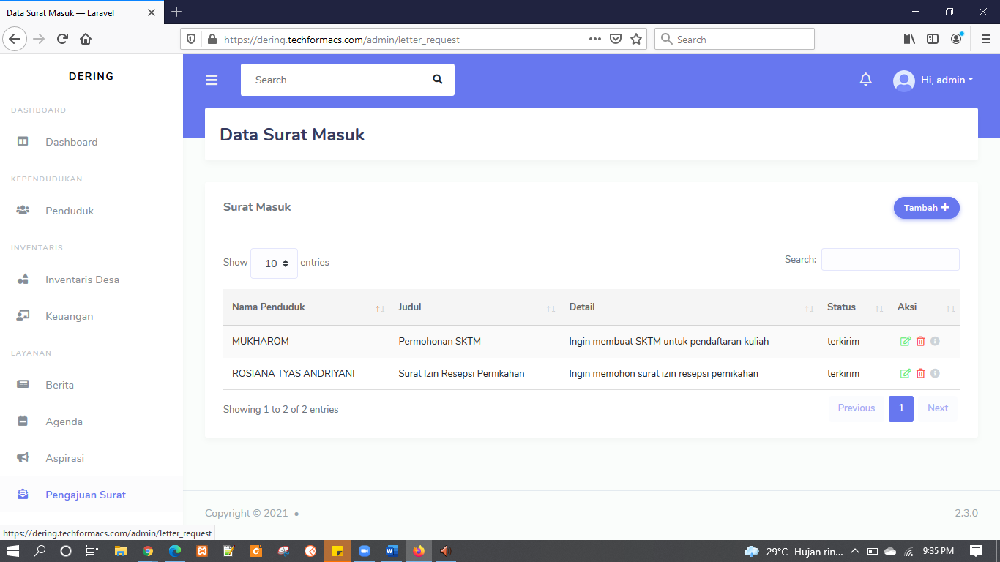 Data Surat Masuk — Laravel
https://dering.techformacs.com/admin/letter_request
Search
DERING
Search
Hi, admin
DASHBOARD
Dashboard
Data Surat Masuk
KEPENDUDUKAN
Penduduk
Surat Masuk
Tambah
INVENTARIS
Inventaris Desa
Keuangan
Show 10 entries
Search:
Nama Penduduk Judul Detail Status Aksi
MUKHAROM Permohonan SKTM Ingin membuat SKTM untuk pendaftaran kuliah terkirim
ROSIANA TYAS ANDRIYANI Surat Izin Resepsi Pernikahan Ingin memohon surat izin resepsi pernikahan terkirim
Showing 1 to 2 of 2 entries
Previous 1 Next
LAYANAN
Berita
Agenda
Aspirasi
Pengajuan Surat
Copyright © 2021 •
2.3.0
https://dering.techformacs.com/admin/letter_request
29°C Hujan rin... 9:35 PM